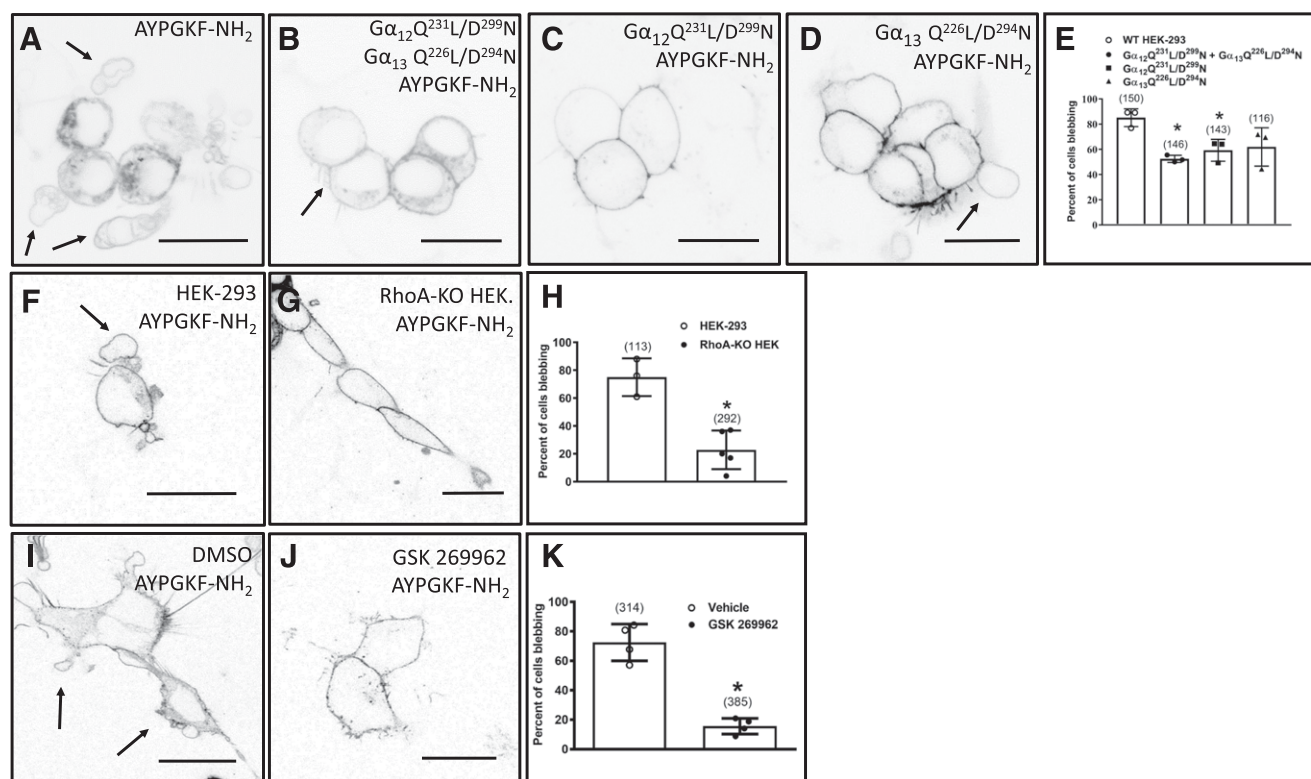 A
AYPGKF-NH₂
B
Gα₁₂Q²³¹L/D²⁹⁹N
Gα₁₃ Q²²⁶L/D²⁹⁴N
AYPGKF-NH₂
C
Gα₁₂Q²³¹L/D²⁹⁹N
AYPGKF-NH₂
D
Gα₁₃ Q²²⁶L/D²⁹⁴N
AYPGKF-NH₂
E
WT HEK-293
Gα₁₂Q²³¹L/D²⁹⁹N + Gα₁₃Q²²⁶L/D²⁹⁴N
Gα₁₂Q²³¹L/D²⁹⁹N
Gα₁₃Q²²⁶L/D²⁹⁴N
Percent of cells blebbing
100
80
60
40
20
0
(150)
*
(146)
*
(143)
(116)
F
HEK-293
AYPGKF-NH₂
G
RhoA-KO HEK.
AYPGKF-NH₂
H
HEK-293
RhoA-KO HEK
Percent of cells blebbing
100
80
60
40
20
0
(113)
*
(292)
I
DMSO
AYPGKF-NH₂
J
GSK 269962
AYPGKF-NH₂
K
Vehicle
GSK 269962
Percent of cells blebbing
100
80
60
40
20
0
(314)
*
(385)